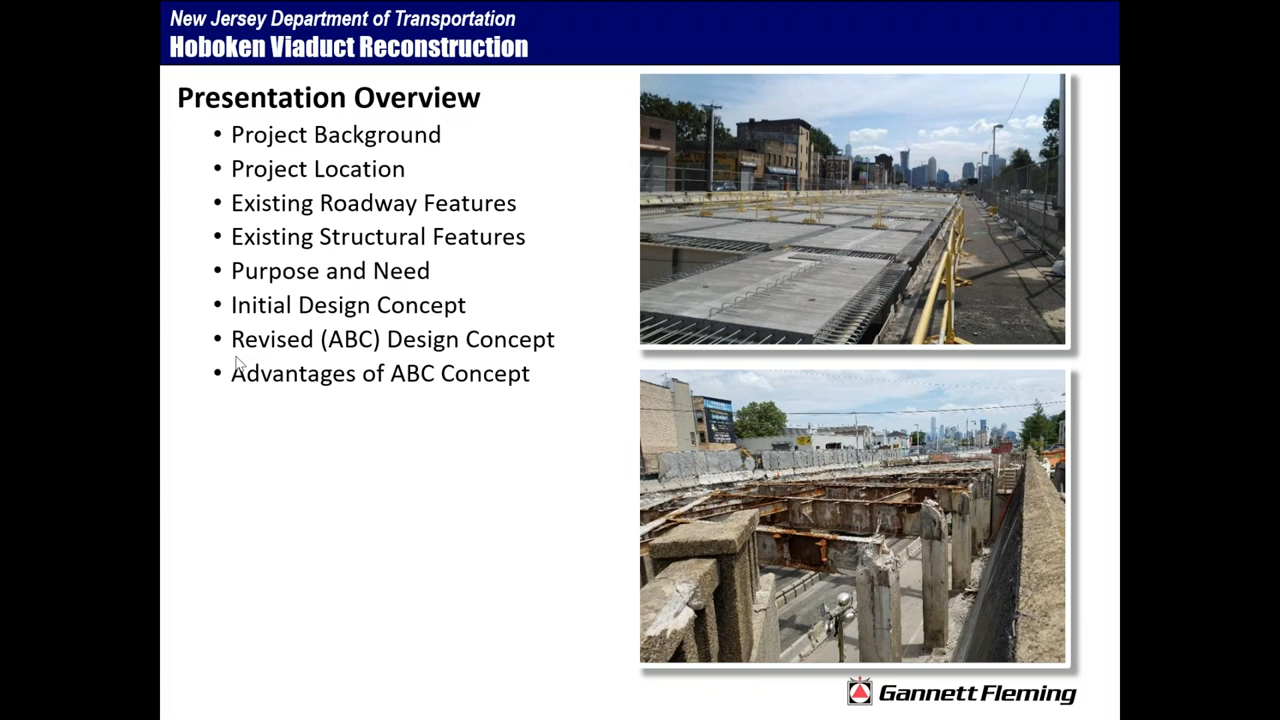 New Jersey Department of Transportation
Hoboken Viaduct Reconstruction
Presentation Overview
• Project Background
• Project Location
• Existing Roadway Features
• Existing Structural Features
• Purpose and Need
• Initial Design Concept
• Revised (ABC) Design Concept
• Advantages of ABC Concept
Gannett Fleming